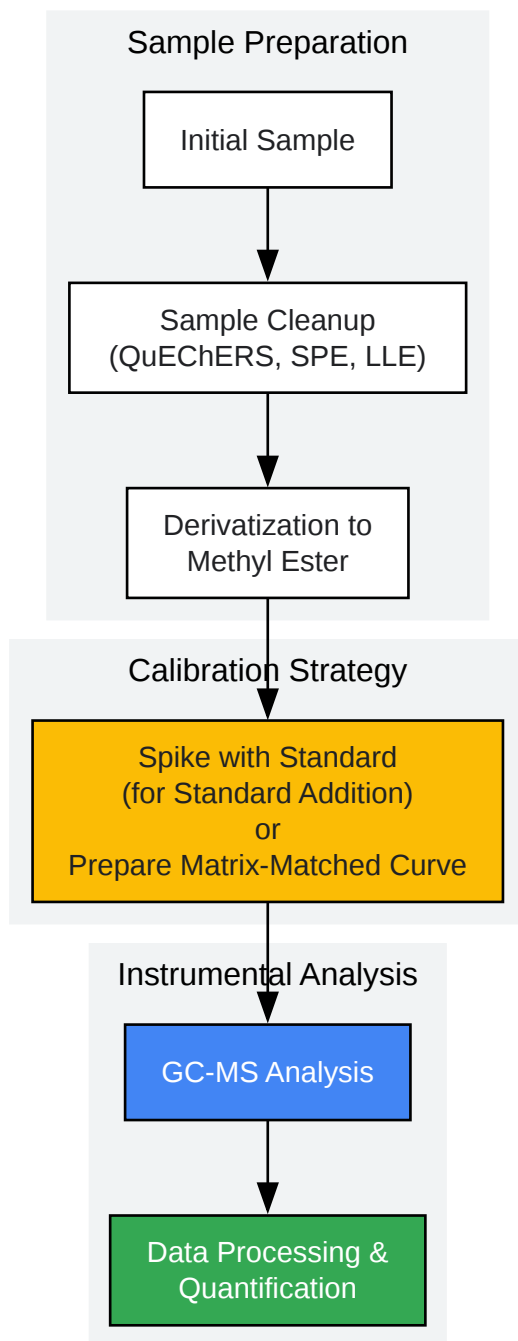 Sample Preparation
Initial Sample
Sample Cleanup
(QuEChERS, SPE, LLE)
Derivatization to
Methyl Ester
Calibration Strategy
Spike with Standard
(for Standard Addition)
or
Prepare Matrix-Matched Curve
Instrumental Analysis
GC-MS Analysis
Data Processing &
Quantification